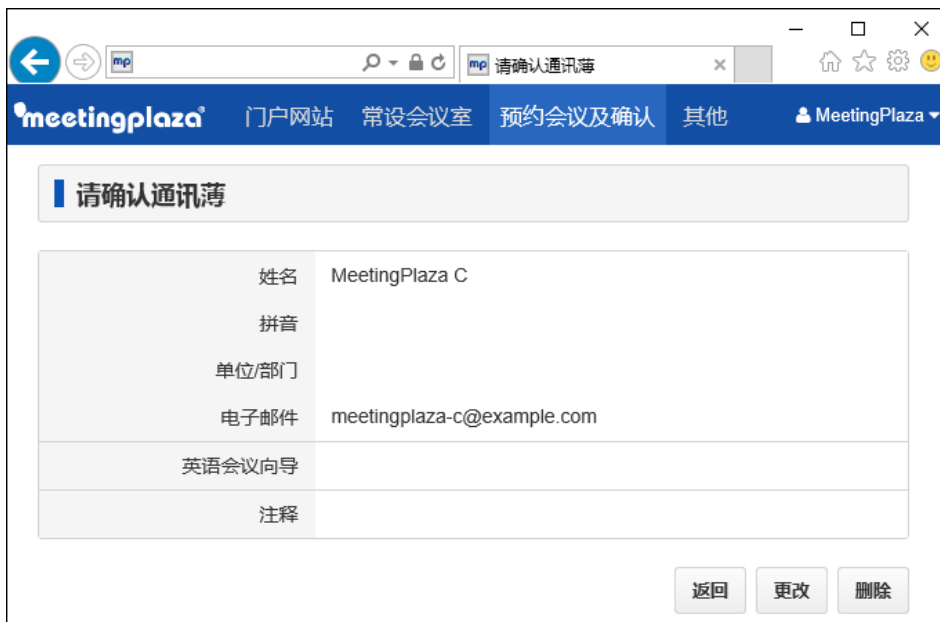 mp
mp 请确认通讯薄
meetingplaza 门户网站 常设会议室 预约会议及确认 其他 MeetingPlaza
请确认通讯薄
姓名 MeetingPlaza C
拼音
单位/部门
电子邮件 meetingplaza-c@example.com
英语会议向导
注释
返回 更改 删除